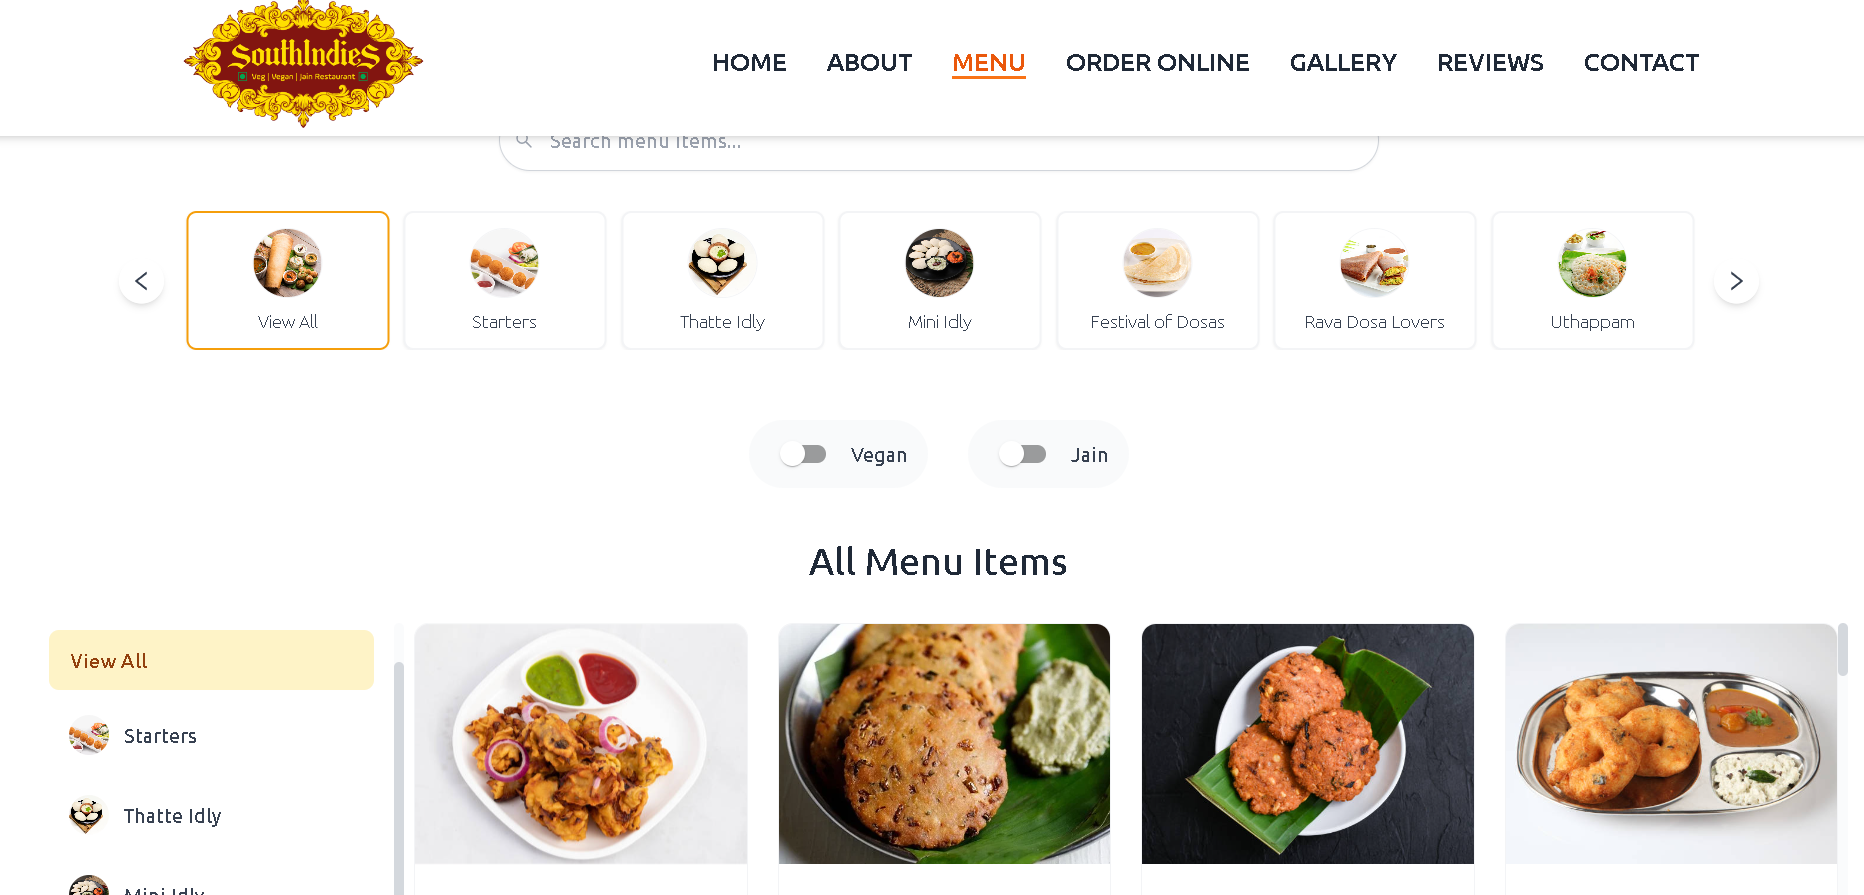 SouthIndieS
Veg | Vegan | Jain Restaurant
HOME ABOUT MENU ORDER ONLINE GALLERY REVIEWS CONTACT
Search menu items...
View All
Starters
Thatte Idly
Mini Idly
Festival of Dosas
Rava Dosa Lovers
Uthappam
Vegan
Jain
All Menu Items
View All
Starters
Thatte Idly
Mini Idly